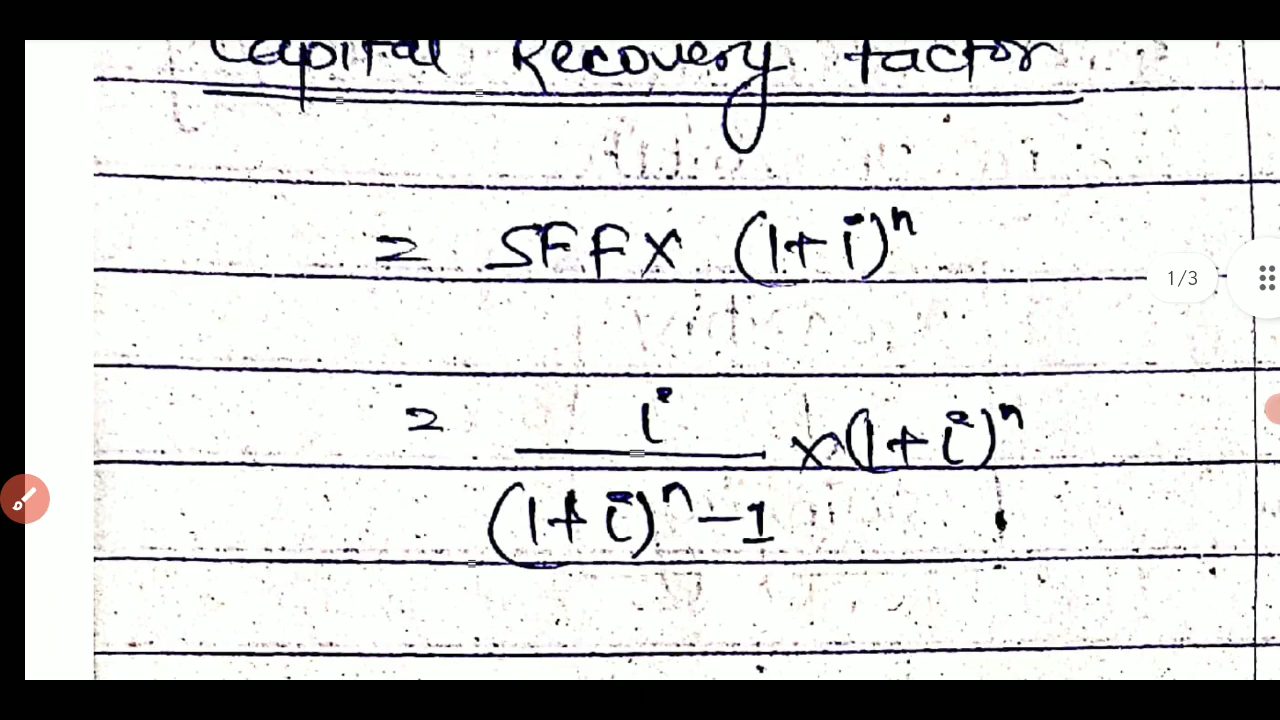 Capital Recovery factor
= SFF X (1+i)ⁿ
1/3
= i / (1+i)ⁿ-1 x (1+i)ⁿ